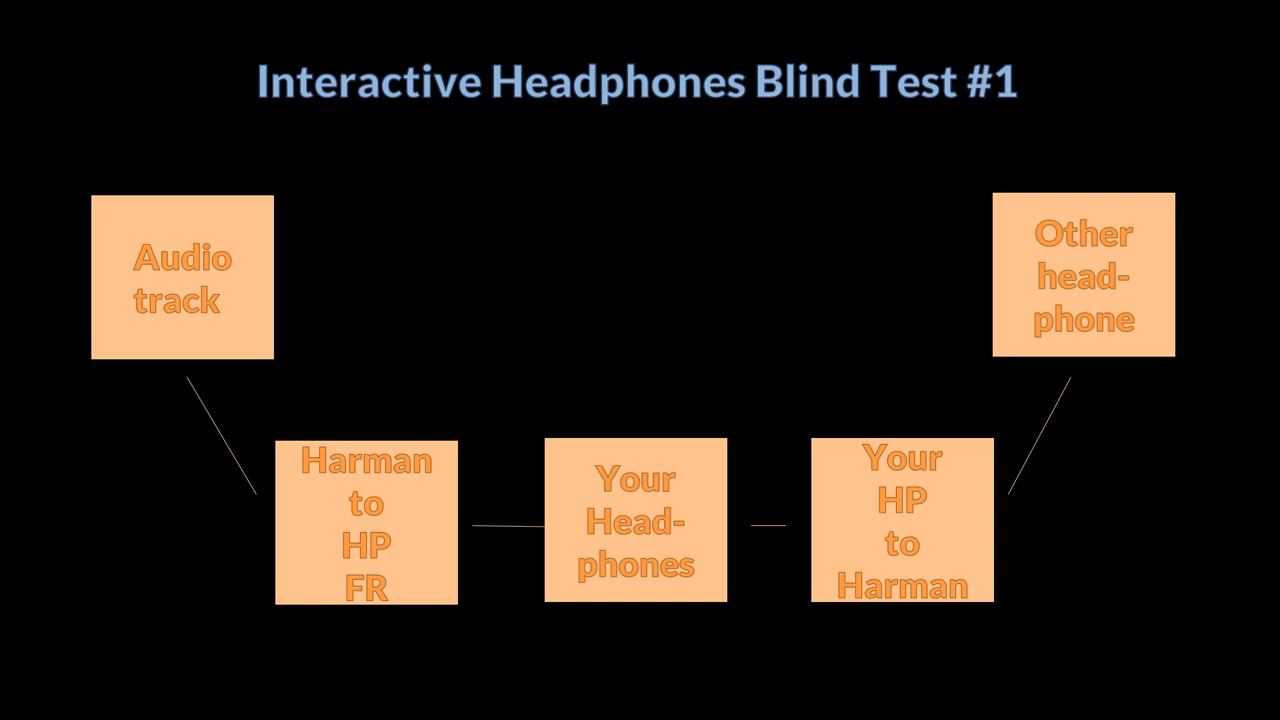 Interactive Headphones Blind Test #1
Audio
track
Other
head-
phone
Harman
to
HP
FR
Your
Head-
phones
Your
HP
to
Harman